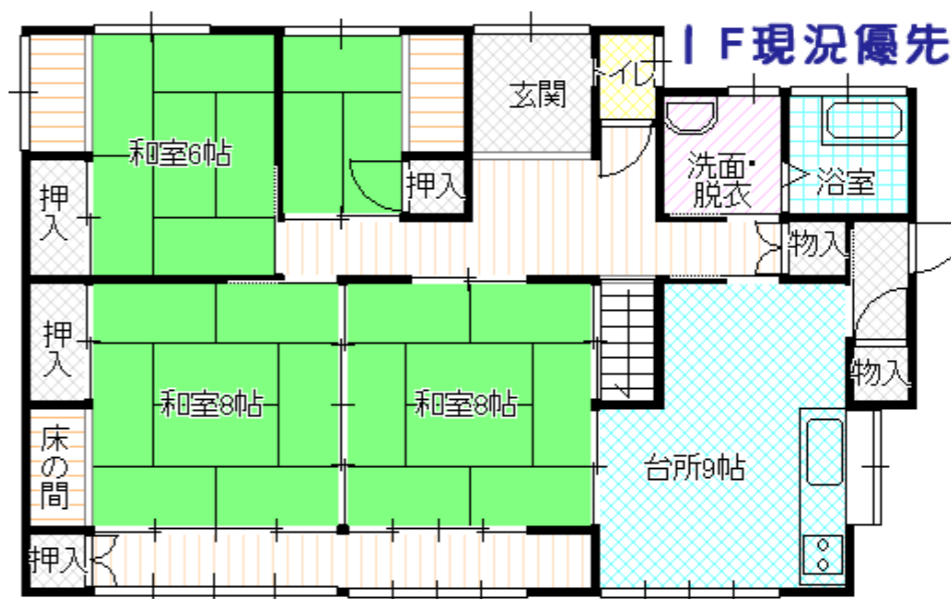 1F現況優先
玄関
トイレ
和室6帖
押入
押入
洗面・
脱衣
浴室
物入
押入
物入
和室8帖
和室8帖
床の間
台所9帖
押入